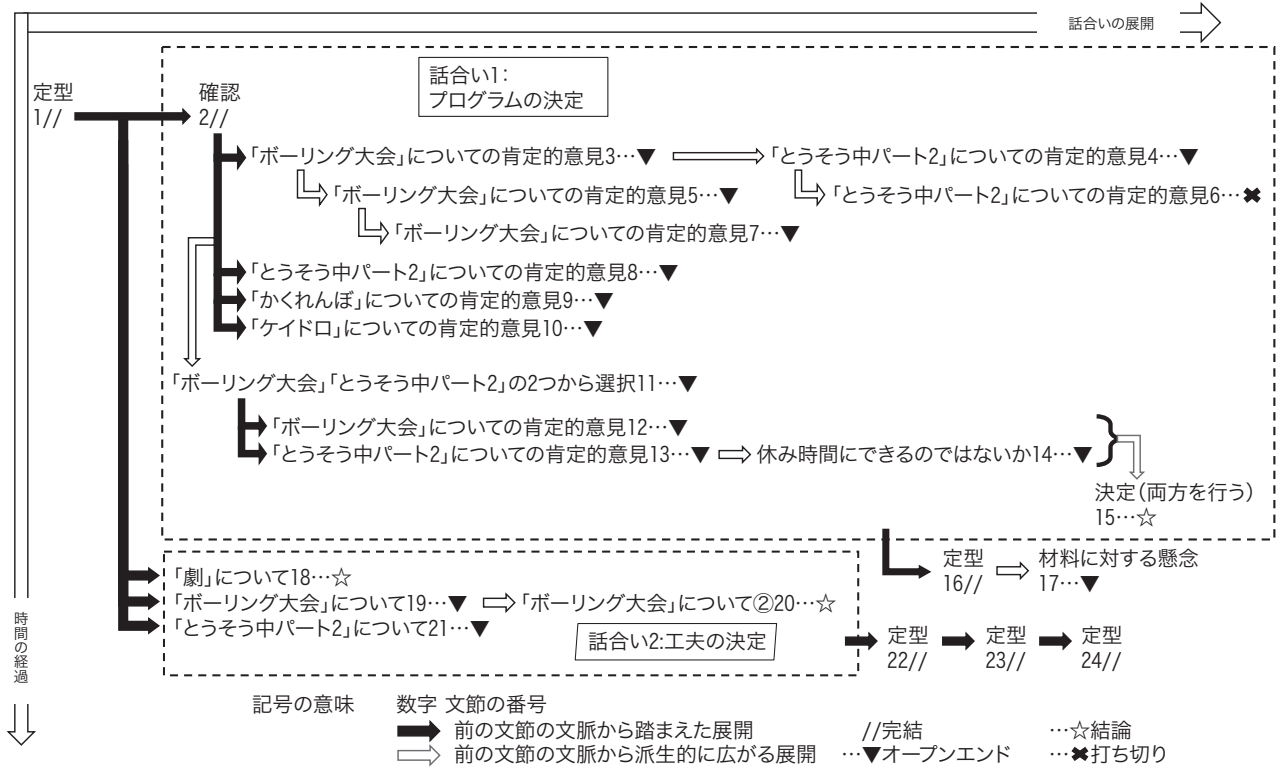 話合いの展開
話合い1：
プログラムの決定
定型
1//
確認
2//
「ボーリング大会」についての肯定的意見3…▼
「とうそう中パート2」についての肯定的意見4…▼
「ボーリング大会」についての肯定的意見5…▼
「とうそう中パート2」についての肯定的意見6…✖
「ボーリング大会」についての肯定的意見7…▼
「とうそう中パート2」についての肯定的意見8…▼
「かくれんぼ」についての肯定的意見9…▼
「ケイドロ」についての肯定的意見10…▼
「ボーリング大会」「とうそう中パート2」の2つから選択11…▼
「ボーリング大会」についての肯定的意見12…▼
「とうそう中パート2」についての肯定的意見13…▼
休み時間にできるのではないか14…▼
決定（両方を行う）
15…☆
定型
16//
材料に対する懸念
17…▼
「劇」について18…☆
「ボーリング大会」について19…▼
「ボーリング大会」について②20…☆
「とうそう中パート2」について21…▼
話合い2：工夫の決定
定型
22//
定型
23//
定型
24//
時間の経過
記号の意味
数字 文節の番号
前の文節の文脈から踏まえた展開
//完結
…☆結論
前の文節の文脈から派生的に広がる展開
…▼オープンエンド
…✖打ち切り